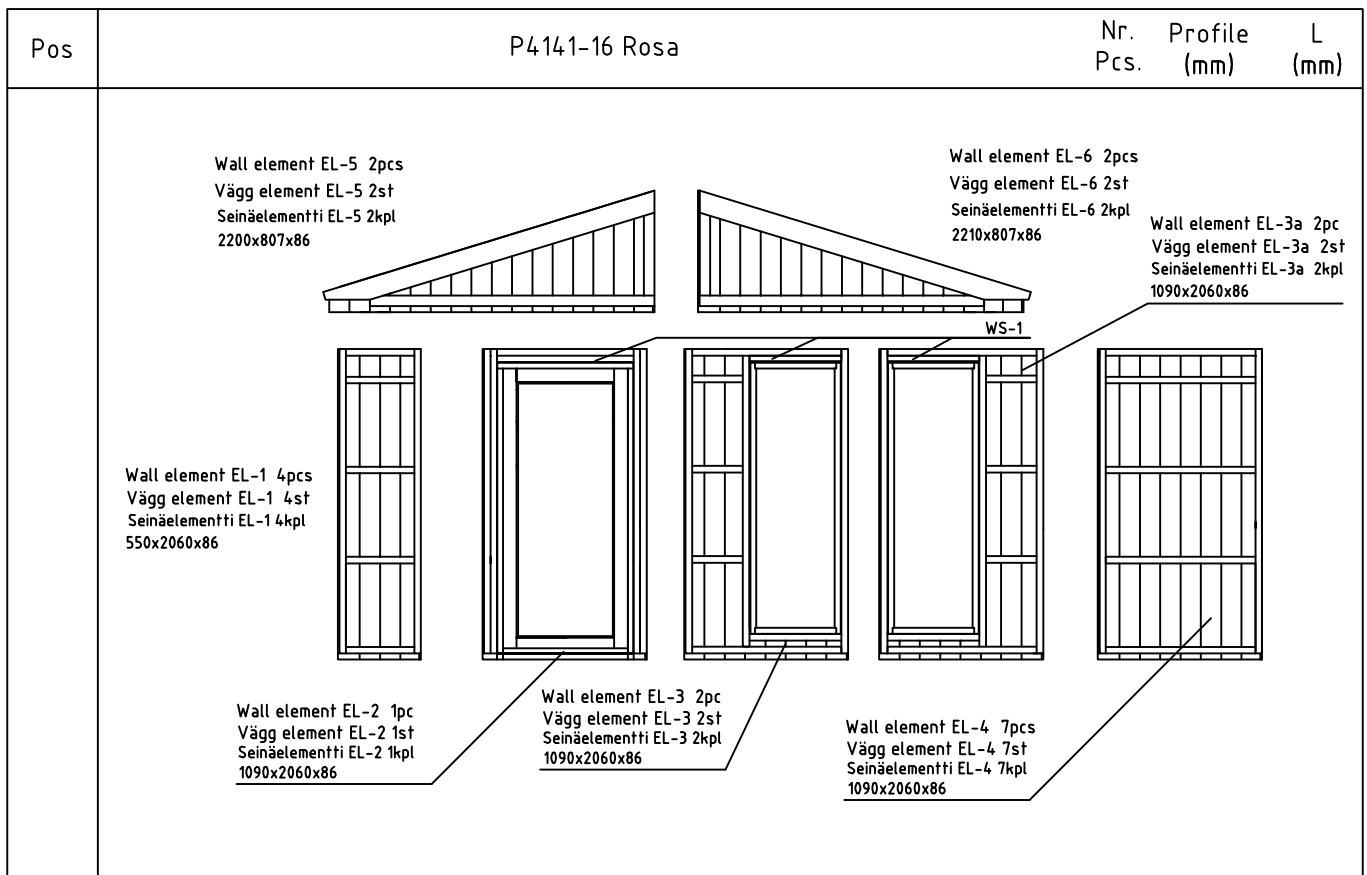 Pos
P4141-16 Rosa
Nr. Profile L
Pcs. (mm) (mm)
Wall element EL-5 2pcs
Vägg element EL-5 2st
Seinäelementti EL-5 2kpl
2200x807x86
Wall element EL-6 2pcs
Vägg element EL-6 2st
Seinäelementti EL-6 2kpl
2210x807x86
Wall element EL-3a 2pc
Vägg element EL-3a 2st
Seinäelementti EL-3a 2kpl
1090x2060x86
WS-1
Wall element EL-1 4pcs
Vägg element EL-1 4st
Seinäelementti EL-1 4kpl
550x2060x86
Wall element EL-2 1pc
Vägg element EL-2 1st
Seinäelementti EL-2 1kpl
1090x2060x86
Wall element EL-3 2pc
Vägg element EL-3 2st
Seinäelementti EL-3 2kpl
1090x2060x86
Wall element EL-4 7pcs
Vägg element EL-4 7st
Seinäelementti EL-4 7kpl
1090x2060x86